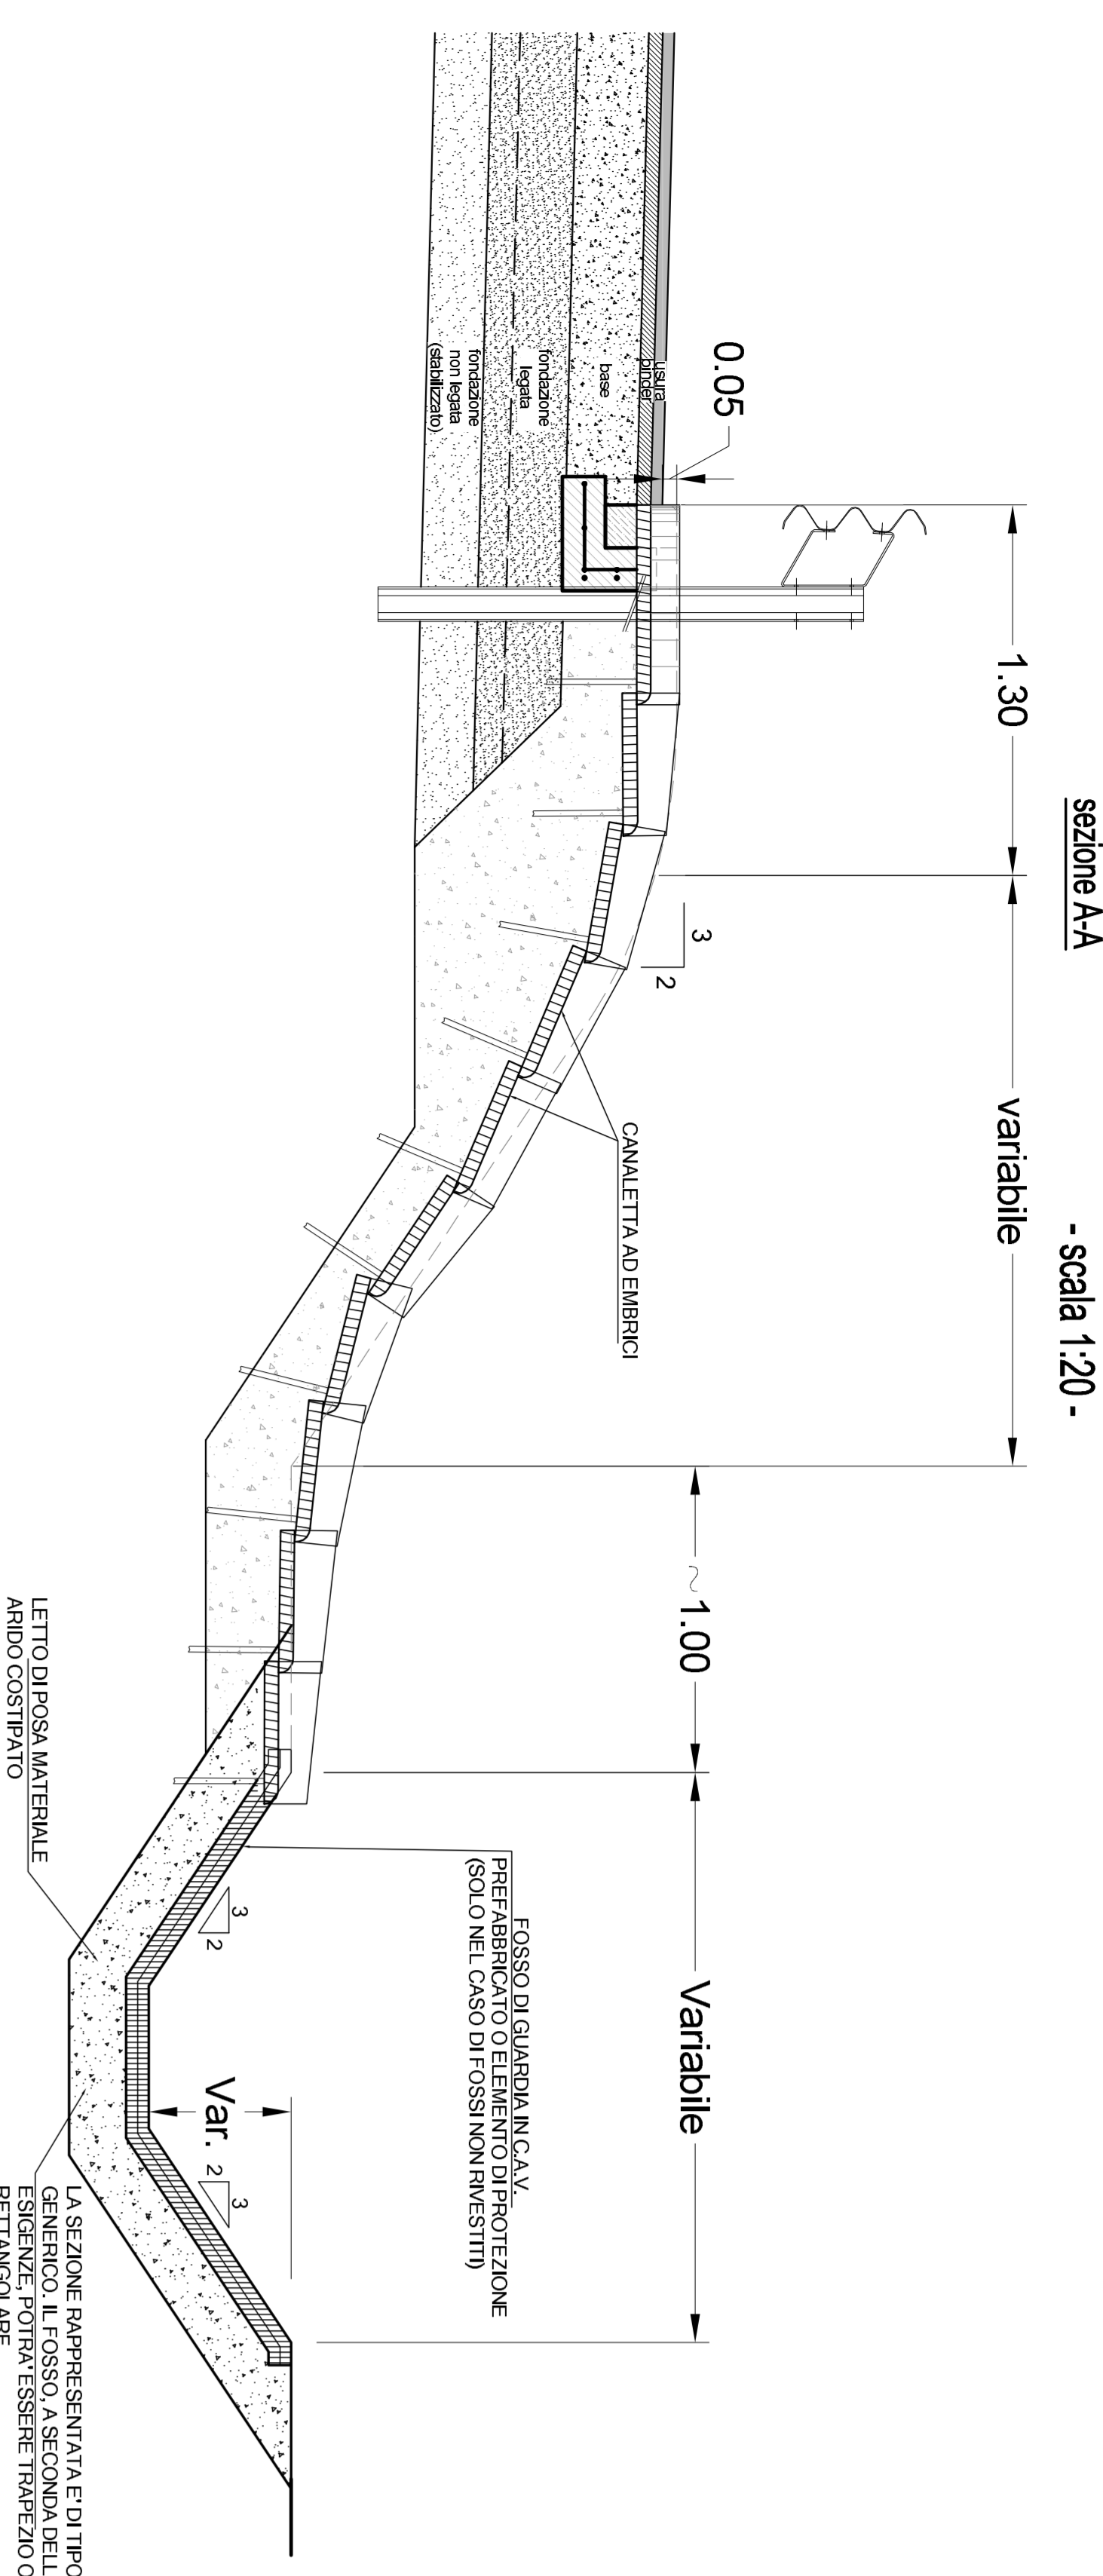 sezione A-A
- scala 1:20 -
1.30
variabile
0.05
usura
binder
base
fondazione
legata
fondazione
non legata
(stabilizzato)
3
2
CANALETTA AD EMBRICI
~ 1.00
Variabile
FOSSO DI GUARDIA IN C.A.V.
PREFABBRICATO O ELEMENTO DI PROTEZIONE
(SOLO NEL CASO DI FOSSI NON RIVESTITI)
3
2
Var.
2
3
LETTO DI POSA MATERIALE
ARIDO COSTIPATO
LA SEZIONE RAPPRESENTATA E' DI TIPO
GENERICO. IL FOSSO, A SECONDA DELL
ESIGENZE, POTRA' ESSERE TRAPEZIO O
RETTANGOLARE